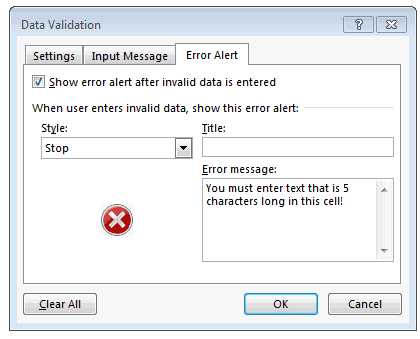 Data Validation
?
Settings
Input Message
Error Alert
Show error alert after invalid data is entered
When user enters invalid data, show this error alert:
Style:
Title:
Stop
Error message:
You must enter text that is 5
characters long in this cell!
Clear All
OK
Cancel